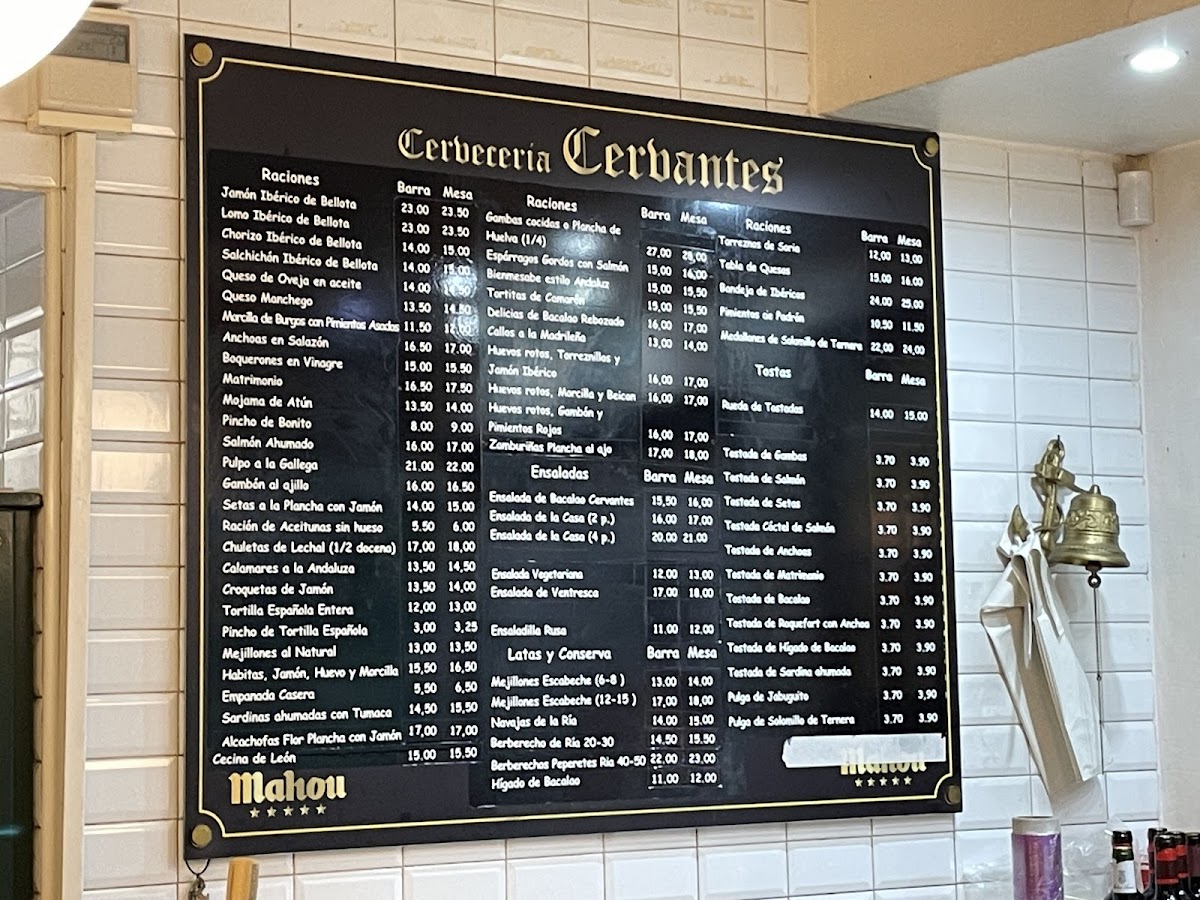 Cervecería Cervantes
Raciones Barra Mesa
Jamón Ibérico de Bellota 23.00 23.50
Lomo Ibérico de Bellota 23.00 23.50
Chorizo Ibérico de Bellota 14.00 15.00
Salchichón Ibérico de Bellota 14.00 15.00
Queso de Oveja en aceite 14.00 14.50
Queso Manchego 13.50 14.50
Morcilla de Burgos con Pimientos Asados 11.50 12.00
Anchoas en Salazón 16.50 17.00
Boquerones en Vinagre 15.00 15.50
Matrimonio 16.50 17.50
Mojama de Atún 13.50 14.00
Pincho de Bonito 8.00 9.00
Salmón Ahumado 16.00 17.00
Pulpo a la Gallega 21.00 22.00
Gambón al ajillo 16.00 16.50
Setas a la Plancha con Jamón 14.00 15.00
Ración de Aceitunas sin hueso 5.50 6.00
Chuletas de Lechal (1/2 docena) 17,00 18,00
Calamares a la Andaluza 13,50 14,50
Croquetas de Jamón 13,50 14,00
Tortilla Española Entera 12,00 13,00
Pincho de Tortilla Española 3,00 3,25
Mejillones al Natural 13,00 13,50
Habitas, Jamón, Huevo y Morcilla 15,50 16,50
Empanada Casera 5,50 6,50
Sardinas ahumadas con Tumaca 14,50 15,50
Alcachofas Flor Plancha con Jamón 17,00 17,00
Cecina de León 15.00 15.50
Mahou
Raciones Barra Mesa
Gambas cocidas o Plancha de
Huelva (1/4) 27,00 28,00
Espárragos Gordos con Salmón 15,00 16,00
Bienmesabe estilo Andaluz 15,00 15,50
Tortitas de Camarón 15,00 15,50
Delicias de Bacalao Rebozado 16,00 17,00
Callos a la Madrileña 13,00 14,00
Huevos rotos, Torreznillos y
Jamón Ibérico 16,00 17,00
Huevos rotos, Morcilla y Beicon 16,00 17,00
Huevos rotos, Gambón y
Pimientos Rojos 16,00 17,00
Zamburiñas Plancha al ajo 17,00 18,00
Ensaladas Barra Mesa
Ensalada de Bacalao Cervantes 15,50 16,00
Ensalada de la Casa (2 p.) 16.00 17.00
Ensalada de la Casa (4 p.) 20.00 21.00
Ensalada Vegetariana 12.00 13.00
Ensalada de Ventresca 17,00 18.00
Ensaladilla Rusa 11.00 12,00
Latas y Conserva Barra Mesa
Mejillones Escabeche (6-8 ) 13.00 14.00
Mejillones Escabeche (12-15 ) 17,00 18,00
Navajas de la Ría 14.00 15.00
Berberecho de Ría 20-30 14.50 15.50
Berberechos Peperetes Ría 40-50 22.00 23.00
Hígado de Bacalao 11.00 12.00
Raciones Barra Mesa
Torreznos de Soria 12,00 13,00
Tabla de Quesos 15.00 16.00
Bandeja de Ibéricos 24.00 25.00
Pimientos de Padrón 10.50 11.50
Medallones de Solomillo de Ternera 22,00 24,00
Tostas Barra Mesa
Rueda de Tostadas 14.00 15.00
Tostada de Gambas 3.70 3.90
Tostada de Salmón 3.70 3.90
Tostada de Setas 3.70 3.90
Tostada Cóctel de Salmón 3.70 3.90
Tostada de Anchoas 3.70 3.90
Tostada de Matrimonio 3.70 3.90
Tostada de Bacalao 3.70 3.90
Tostada de Roquefort con Anchoa 3.70 3.90
Tostada de Hígado de Bacalao 3.70 3.90
Tostada de Sardina ahumada 3.70 3.90
Pulga de Jabuguito 3.70 3.90
Pulga de Solomillo de Ternera 3.70 3.90
Mahou